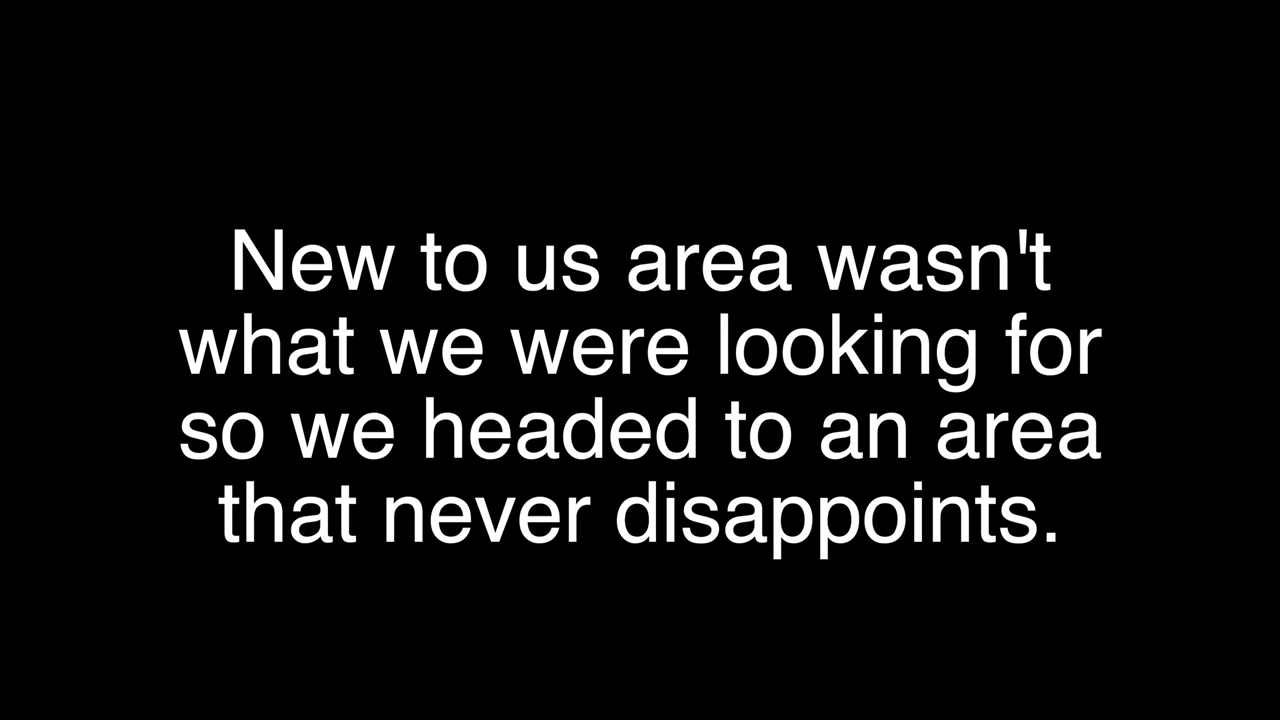 New to us area wasn't
what we were looking for
so we headed to an area
that never disappoints.